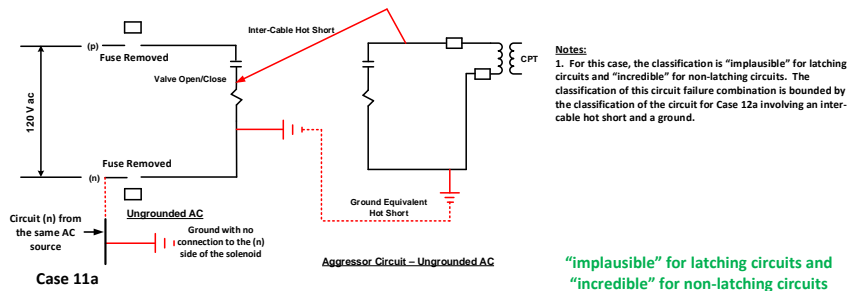 (p)
Fuse Removed
Inter-Cable Hot Short
Valve Open/Close
120 V ac
Fuse Removed
(n)
Ungrounded AC
Circuit (n) from
the same AC
source
Ground with no
connection to the (n)
side of the solenoid
Case 11a
CPT
Ground Equivalent
Hot Short
Aggressor Circuit – Ungrounded AC
Notes:
1. For this case, the classification is “implausible” for latching
circuits and “incredible” for non-latching circuits. The
classification of this circuit failure combination is bounded by
the classification of the circuit for Case 12a involving an inter-
cable hot short and a ground.
“implausible” for latching circuits and
“incredible” for non-latching circuits